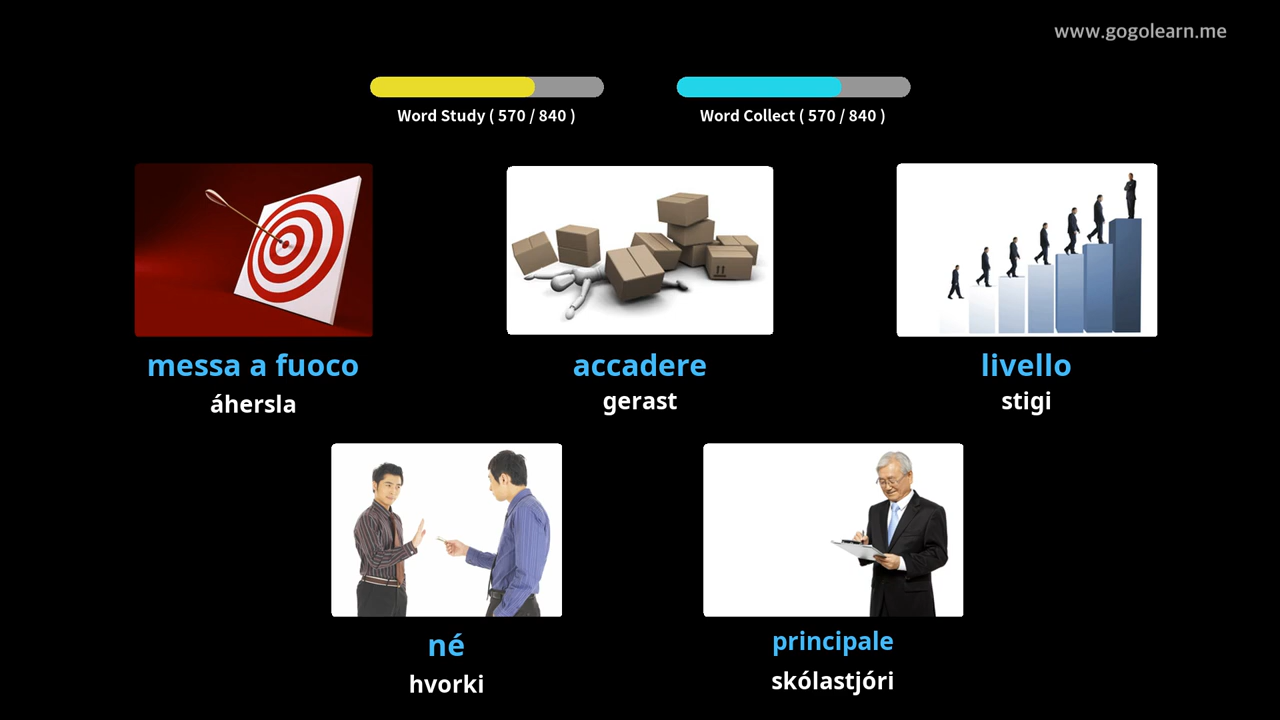 www.gogolearn.me
Word Study ( 570 / 840 )
Word Collect ( 570 / 840 )
messa a fuoco
áhersla
accadere
gerast
livello
stigi
né
hvorki
principale
skólastjóri